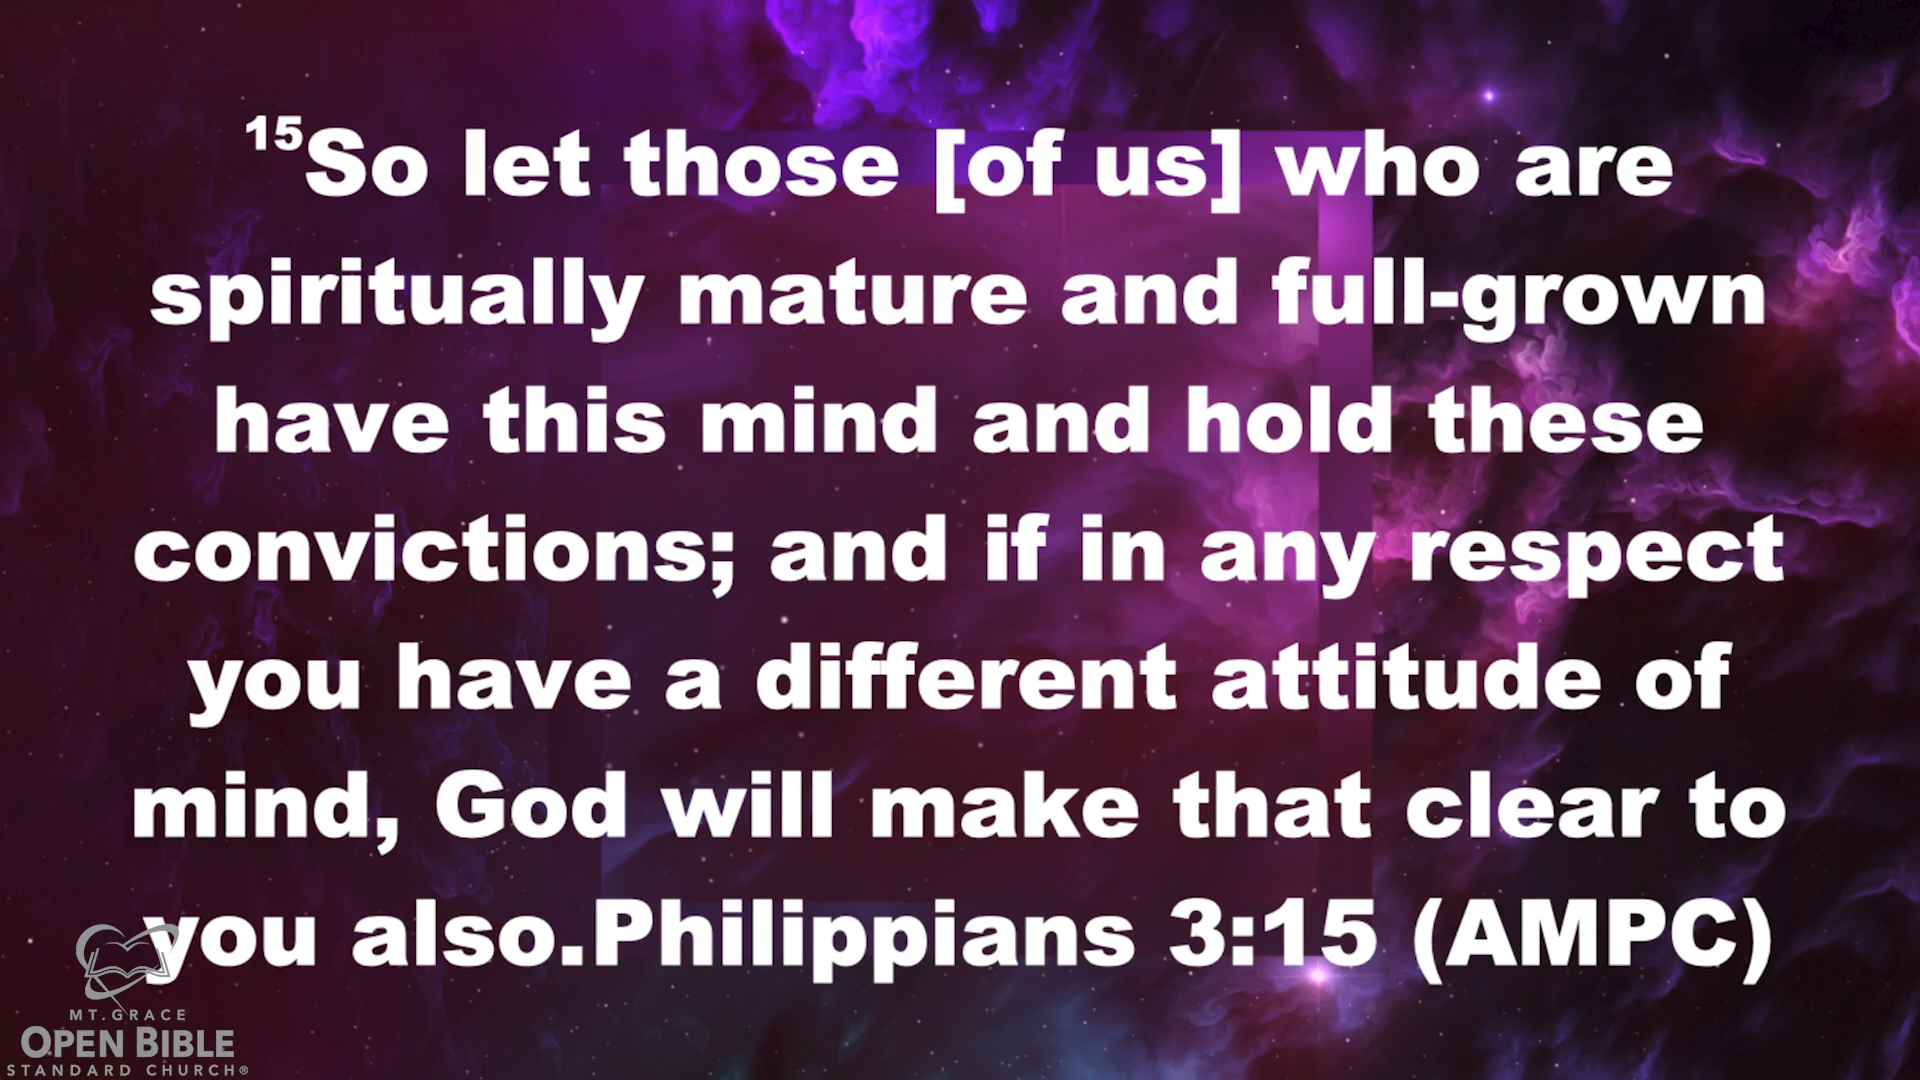 ¹⁵So let those [of us] who are
spiritually mature and full-grown
have this mind and hold these
convictions; and if in any respect
you have a different attitude of
mind, God will make that clear to
you also.Philippians 3:15 (AMPC)
MT. GRACE
OPEN BIBLE
STANDARD CHURCH®